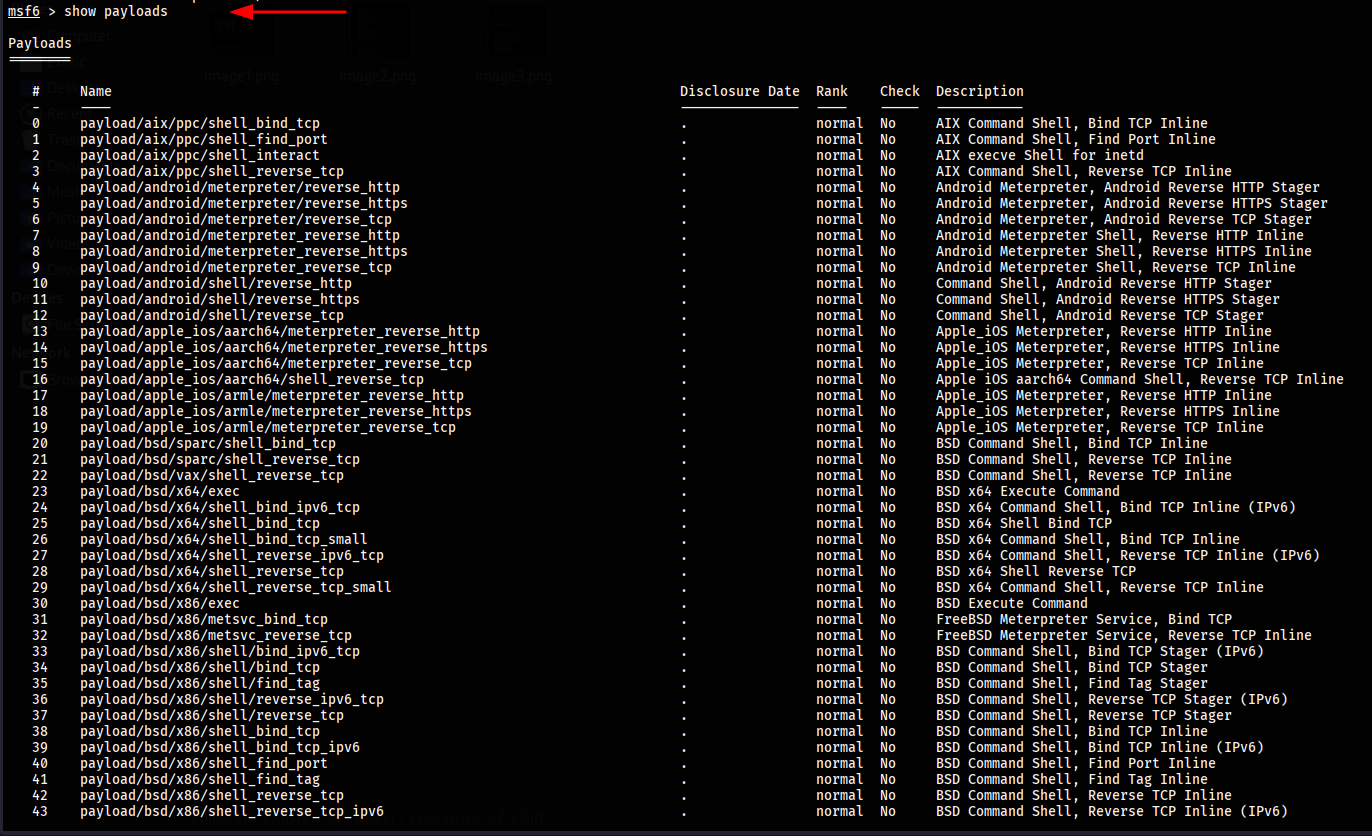 msf6 > show payloads
Payloads
# Name Disclosure Date Rank Check Description
- ---- --------------- ---- ----- -----------
0 payload/aix/ppc/shell_bind_tcp . normal No AIX Command Shell, Bind TCP Inline
1 payload/aix/ppc/shell_find_port . normal No AIX Command Shell, Find Port Inline
2 payload/aix/ppc/shell_interact . normal No AIX execve Shell for inetd
3 payload/aix/ppc/shell_reverse_tcp . normal No AIX Command Shell, Reverse TCP Inline
4 payload/android/meterpreter/reverse_http . normal No Android Meterpreter, Android Reverse HTTP Stager
5 payload/android/meterpreter/reverse_https . normal No Android Meterpreter, Android Reverse HTTPS Stager
6 payload/android/meterpreter/reverse_tcp . normal No Android Meterpreter, Android Reverse TCP Stager
7 payload/android/meterpreter_reverse_http . normal No Android Meterpreter Shell, Reverse HTTP Inline
8 payload/android/meterpreter_reverse_https . normal No Android Meterpreter Shell, Reverse HTTPS Inline
9 payload/android/meterpreter_reverse_tcp . normal No Android Meterpreter Shell, Reverse TCP Inline
10 payload/android/shell/reverse_http . normal No Command Shell, Android Reverse HTTP Stager
11 payload/android/shell/reverse_https . normal No Command Shell, Android Reverse HTTPS Stager
12 payload/android/shell/reverse_tcp . normal No Command Shell, Android Reverse TCP Stager
13 payload/apple_ios/aarch64/meterpreter_reverse_http . normal No Apple_iOS Meterpreter, Reverse HTTP Inline
14 payload/apple_ios/aarch64/meterpreter_reverse_https . normal No Apple_iOS Meterpreter, Reverse HTTPS Inline
15 payload/apple_ios/aarch64/meterpreter_reverse_tcp . normal No Apple_iOS Meterpreter, Reverse TCP Inline
16 payload/apple_ios/aarch64/shell_reverse_tcp . normal No Apple iOS aarch64 Command Shell, Reverse TCP Inline
17 payload/apple_ios/armle/meterpreter_reverse_http . normal No Apple_iOS Meterpreter, Reverse HTTP Inline
18 payload/apple_ios/armle/meterpreter_reverse_https . normal No Apple_iOS Meterpreter, Reverse HTTPS Inline
19 payload/apple_ios/armle/meterpreter_reverse_tcp . normal No Apple_iOS Meterpreter, Reverse TCP Inline
20 payload/bsd/sparc/shell_bind_tcp . normal No BSD Command Shell, Bind TCP Inline
21 payload/bsd/sparc/shell_reverse_tcp . normal No BSD Command Shell, Reverse TCP Inline
22 payload/bsd/vax/shell_reverse_tcp . normal No BSD Command Shell, Reverse TCP Inline
23 payload/bsd/x64/exec . normal No BSD x64 Execute Command
24 payload/bsd/x64/shell_bind_ipv6_tcp . normal No BSD x64 Command Shell, Bind TCP Inline (IPv6)
25 payload/bsd/x64/shell_bind_tcp . normal No BSD x64 Shell Bind TCP
26 payload/bsd/x64/shell_bind_tcp_small . normal No BSD x64 Command Shell, Bind TCP Inline
27 payload/bsd/x64/shell_reverse_ipv6_tcp . normal No BSD x64 Command Shell, Reverse TCP Inline (IPv6)
28 payload/bsd/x64/shell_reverse_tcp . normal No BSD x64 Shell Reverse TCP
29 payload/bsd/x64/shell_reverse_tcp_small . normal No BSD x64 Command Shell, Reverse TCP Inline
30 payload/bsd/x86/exec . normal No BSD Execute Command
31 payload/bsd/x86/metsvc_bind_tcp . normal No FreeBSD Meterpreter Service, Bind TCP
32 payload/bsd/x86/metsvc_reverse_tcp . normal No FreeBSD Meterpreter Service, Reverse TCP Inline
33 payload/bsd/x86/shell/bind_ipv6_tcp . normal No BSD Command Shell, Bind TCP Stager (IPv6)
34 payload/bsd/x86/shell/bind_tcp . normal No BSD Command Shell, Bind TCP Stager
35 payload/bsd/x86/shell/find_tag . normal No BSD Command Shell, Find Tag Stager
36 payload/bsd/x86/shell/reverse_ipv6_tcp . normal No BSD Command Shell, Reverse TCP Stager (IPv6)
37 payload/bsd/x86/shell/reverse_tcp . normal No BSD Command Shell, Reverse TCP Stager
38 payload/bsd/x86/shell_bind_tcp . normal No BSD Command Shell, Bind TCP Inline
39 payload/bsd/x86/shell_bind_tcp_ipv6 . normal No BSD Command Shell, Bind TCP Inline (IPv6)
40 payload/bsd/x86/shell_find_port . normal No BSD Command Shell, Find Port Inline
41 payload/bsd/x86/shell_find_tag . normal No BSD Command Shell, Find Tag Inline
42 payload/bsd/x86/shell_reverse_tcp . normal No BSD Command Shell, Reverse TCP Inline
43 payload/bsd/x86/shell_reverse_tcp_ipv6 . normal No BSD Command Shell, Reverse TCP Inline (IPv6)